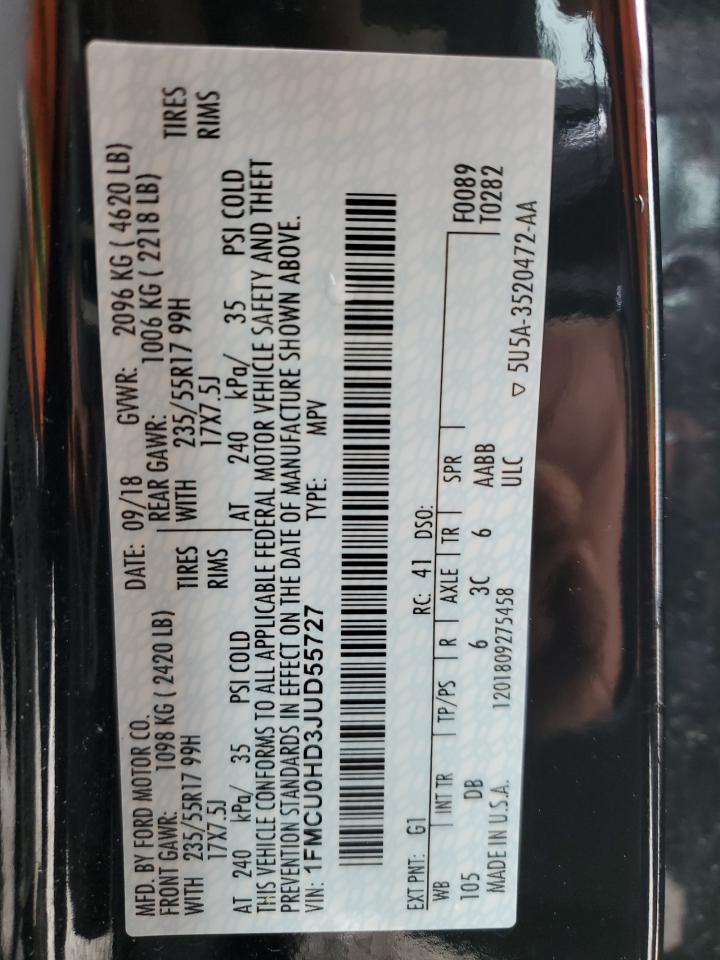 MFD. BY FORD MOTOR CO.
DATE: 09/18 GVWR: 2096 KG ( 4620 LB)
FRONT GAWR: 1098 KG ( 2420 LB) REAR GAWR: 1006 KG ( 2218 LB)
WITH 235/55R17 99H TIRES WITH 235/55R17 99H TIRES
17X7.5J RIMS 17X7.5J RIMS
AT 240 kPa/ 35 PSI COLD AT 240 kPa/ 35 PSI COLD
THIS VEHICLE CONFORMS TO ALL APPLICABLE FEDERAL MOTOR VEHICLE SAFETY AND THEFT
PREVENTION STANDARDS IN EFFECT ON THE DATE OF MANUFACTURE SHOWN ABOVE.
VIN: 1FMCU0HD3JUD55727 TYPE: MPV
EXT PNT: G1 RC: 41 DSO:
WB INT TR TP/PS R AXLE TR SPR F0089
105 DB 6 3C 6 AABB T0282
MADE IN U.S.A. 1201809275458 ULC
▽ 5U5A-3520472-AA